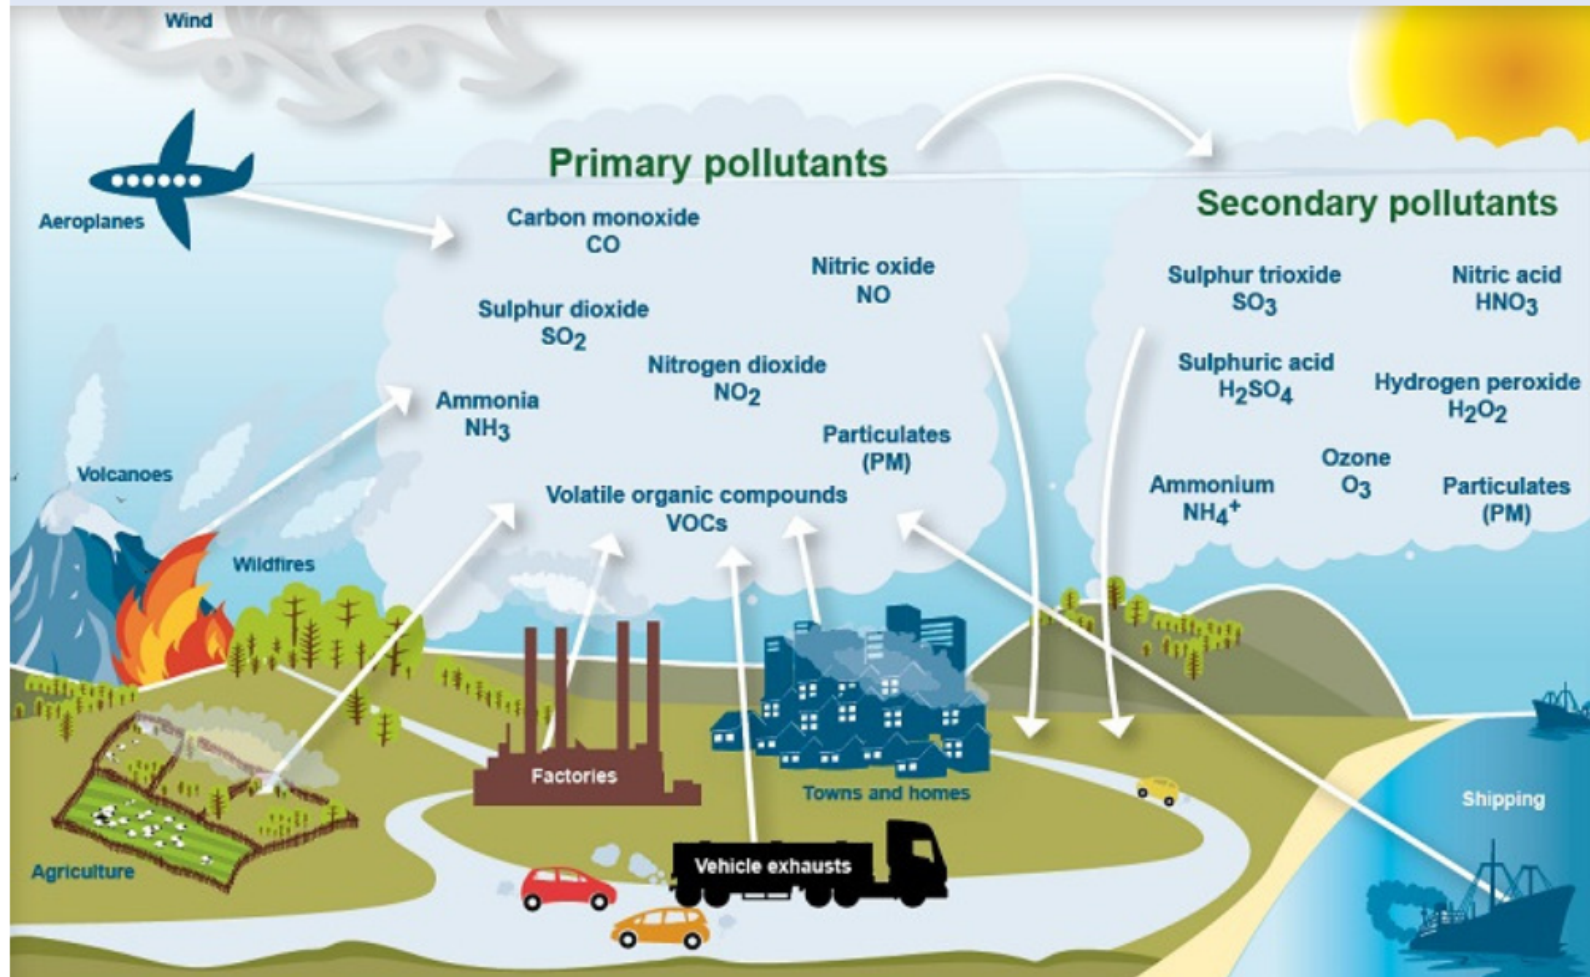 Wind
Primary pollutants
Secondary pollutants
Aeroplanes
Carbon monoxide
CO
Nitric oxide
NO
Sulphur dioxide
SO2
Nitrogen dioxide
NO2
Ammonia
NH3
Particulates
(PM)
Volatile organic compounds
VOCs
Sulphur trioxide
SO3
Nitric acid
HNO3
Sulphuric acid
H2SO4
Hydrogen peroxide
H2O2
Ozone
O3
Ammonium
NH4+
Particulates
(PM)
Volcanoes
Wildfires
Factories
Towns and homes
Shipping
Vehicle exhausts
Agriculture